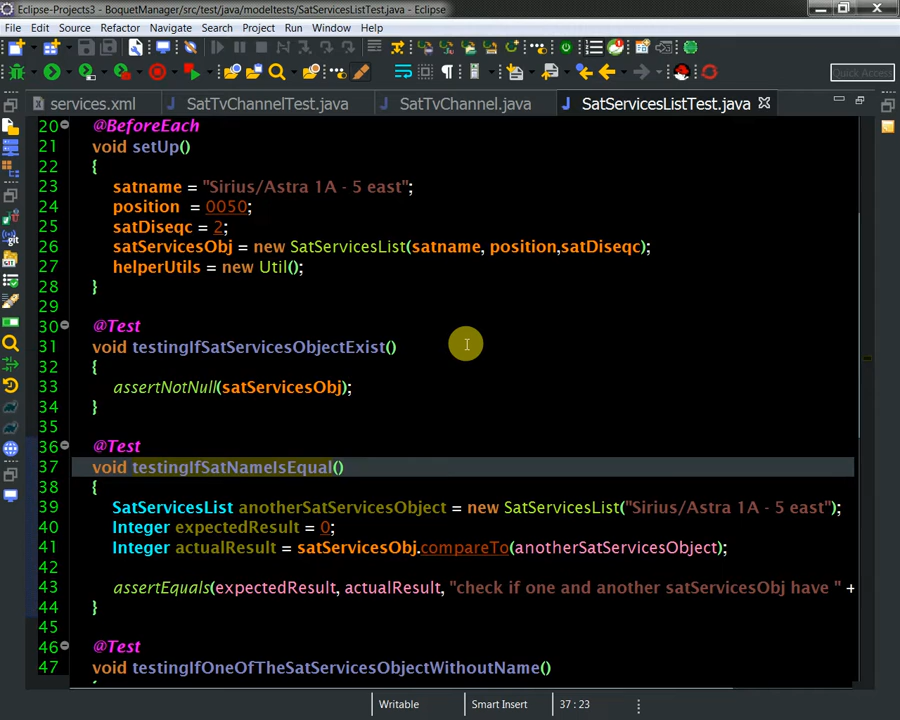 Eclipse-Projects3 - BoquetManager/src/test/java/modeltests/SatServicesListTest.java - Eclipse
File Edit Source Refactor Navigate Search Project Run Window Help
Quick Access
services.xml SatTvChannelTest.java SatTvChannel.java SatServicesListTest.java
20 @BeforeEach
21 void setUp()
22 {
23 satname = "Sirius/Astra 1A - 5 east";
24 position = 0050;
25 satDiseqc = 2;
26 satServicesObj = new SatServicesList(satname, position,satDiseqc);
27 helperUtils = new Util();
28 }
29
30 @Test
31 void testingIfSatServicesObjectExist()
32 {
33 assertNotNull(satServicesObj);
34 }
35
36 @Test
37 void testingIfSatNameIsEqual()
38 {
39 SatServicesList anotherSatServicesObject = new SatServicesList("Sirius/Astra 1A - 5 east");
40 Integer expectedResult = 0;
41 Integer actualResult = satServicesObj.compareTo(anotherSatServicesObject);
42
43 assertEquals(expectedResult, actualResult, "check if one and another satServicesObj have " +
44 }
45
46 @Test
47 void testingIfOneOfTheSatServicesObjectWithoutName()
Writable Smart Insert 37 : 23